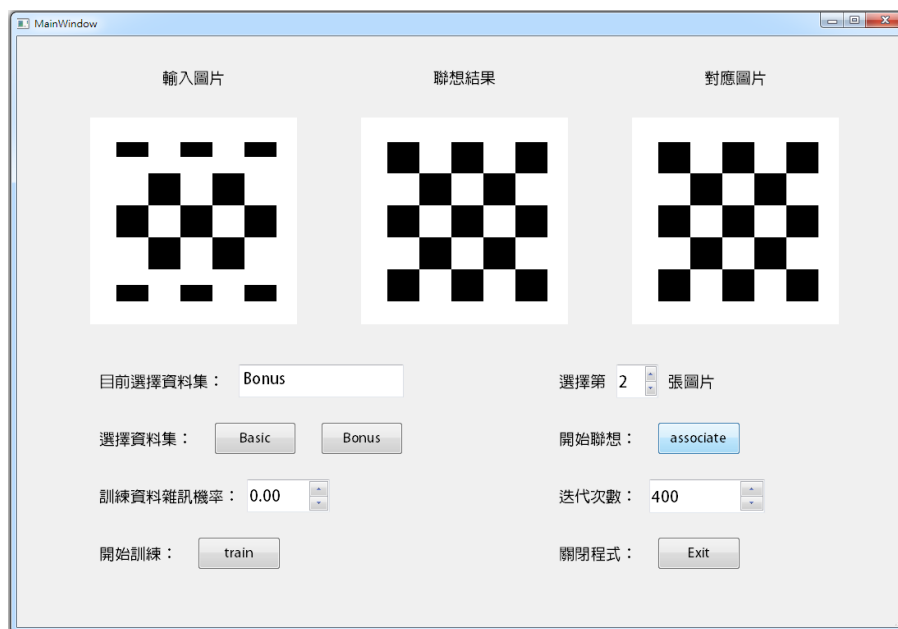 MainWindow
輸入圖片 聯想結果 對應圖片
目前選擇資料集： Bonus 選擇第 2 張圖片
選擇資料集： Basic Bonus 開始聯想： associate
訓練資料雜訊機率： 0.00 迭代次數： 400
開始訓練： train 關閉程式： Exit